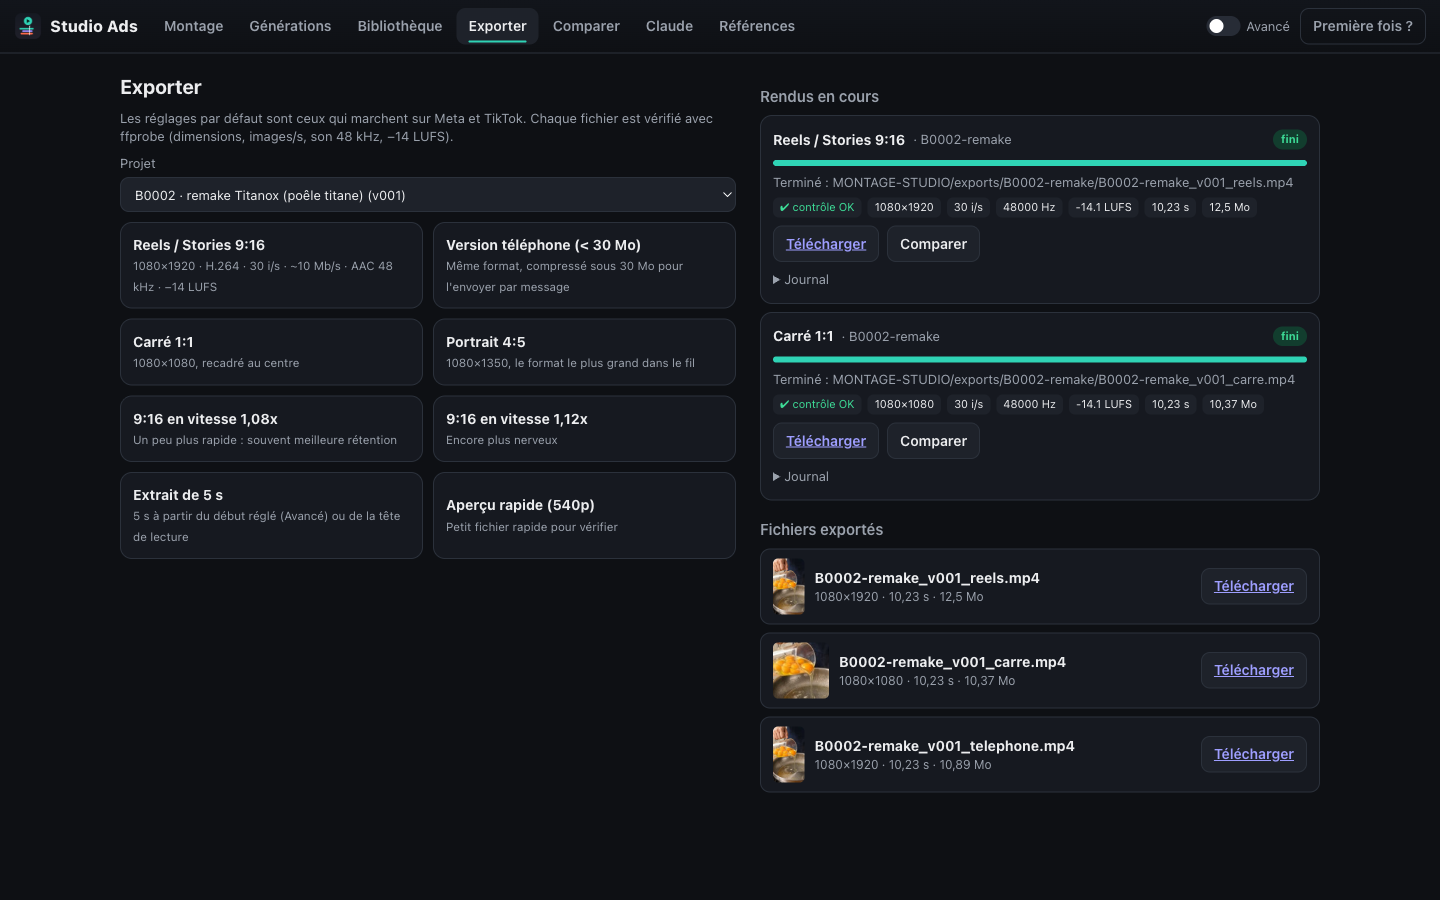 Studio Ads
Montage
Générations
Bibliothèque
Exporter
Comparer
Claude
Références
Avancé
Première fois ?
Exporter
Les réglages par défaut sont ceux qui marchent sur Meta et TikTok. Chaque fichier est vérifié avec
ffprobe (dimensions, images/s, son 48 kHz, −14 LUFS).
Projet
B0002 · remake Titanox (poêle titane) (v001)
Reels / Stories 9:16
1080×1920 · H.264 · 30 i/s · ~10 Mb/s · AAC 48
kHz · −14 LUFS
Version téléphone (< 30 Mo)
Même format, compressé sous 30 Mo pour
l'envoyer par message
Carré 1:1
1080×1080, recadré au centre
Portrait 4:5
1080×1350, le format le plus grand dans le fil
9:16 en vitesse 1,08x
Un peu plus rapide : souvent meilleure rétention
9:16 en vitesse 1,12x
Encore plus nerveux
Extrait de 5 s
5 s à partir du début réglé (Avancé) ou de la tête
de lecture
Aperçu rapide (540p)
Petit fichier rapide pour vérifier
Rendus en cours
Reels / Stories 9:16 · B0002-remake
fini
Terminé : MONTAGE-STUDIO/exports/B0002-remake/B0002-remake_v001_reels.mp4
✔ contrôle OK 1080×1920 30 i/s 48000 Hz -14.1 LUFS 10,23 s 12,5 Mo
Télécharger
Comparer
▶ Journal
Carré 1:1 · B0002-remake
fini
Terminé : MONTAGE-STUDIO/exports/B0002-remake/B0002-remake_v001_carre.mp4
✔ contrôle OK 1080×1080 30 i/s 48000 Hz -14.1 LUFS 10,23 s 10,37 Mo
Télécharger
Comparer
▶ Journal
Fichiers exportés
B0002-remake_v001_reels.mp4
1080×1920 · 10,23 s · 12,5 Mo
Télécharger
B0002-remake_v001_carre.mp4
1080×1080 · 10,23 s · 10,37 Mo
Télécharger
B0002-remake_v001_telephone.mp4
1080×1920 · 10,23 s · 10,89 Mo
Télécharger